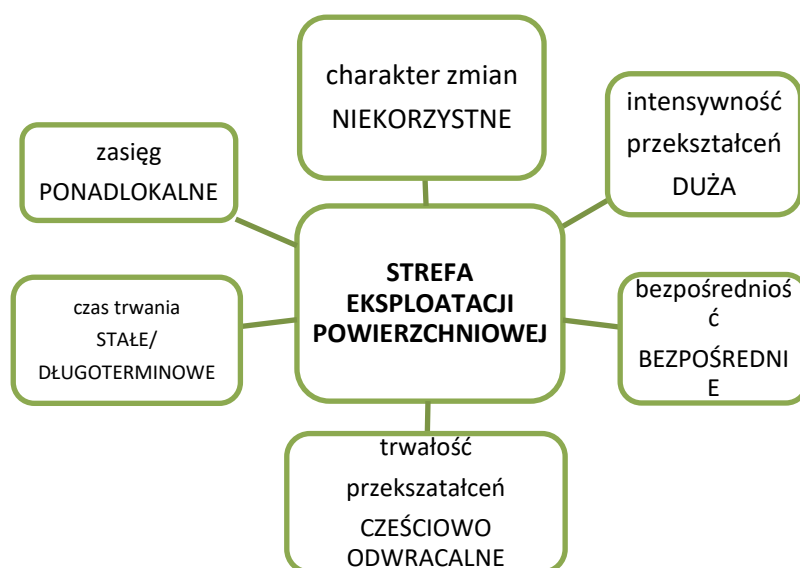 charakter zmian
NIEKORZYSTNE
intensywność
przekształceń
DUŻA
zasięg
PONADLOKALNE
STREFA
EKSPLOATACJI
POWIERZCHNIOWEJ
czas trwania
STAŁE/
DŁUGOTERMINOWE
bezpośrednioś
ć
BEZPOŚREDNI
E
trwałość
przekszatałceń
CZEŚCIOWO
ODWRACALNE